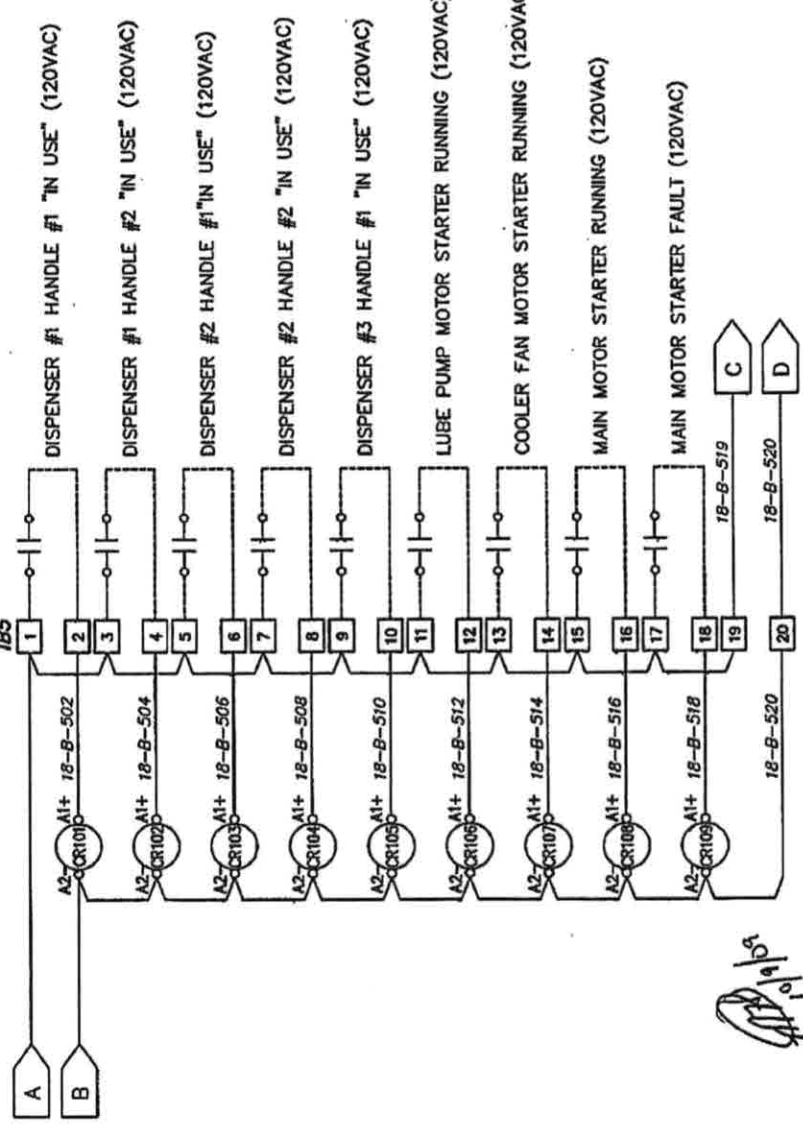 TB5
A
1
DISPENSER #1 HANDLE #1 "IN USE" (120VAC)
B
A2-
CR101
A1+
18-B-502
2
3
DISPENSER #1 HANDLE #2 "IN USE" (120VAC)
A2-
CR102
A1+
18-B-504
4
5
DISPENSER #2 HANDLE #1"IN USE" (120VAC)
A2-
CR103
A1+
18-B-506
6
7
DISPENSER #2 HANDLE #2 "IN USE" (120VAC)
A2-
CR104
A1+
18-B-508
8
9
DISPENSER #3 HANDLE #1 "IN USE" (120VAC)
A2-
CR105
A1+
18-B-510
10
11
LUBE PUMP MOTOR STARTER RUNNING (120VAC)
A2-
CR106
A1+
18-B-512
12
13
COOLER FAN MOTOR STARTER RUNNING (120VAC
A2-
CR107
A1+
18-B-514
14
15
MAIN MOTOR STARTER RUNNING (120VAC)
A2-
CR108
A1+
18-B-516
16
17
MAIN MOTOR STARTER FAULT (120VAC)
A2-
CR109
A1+
18-B-518
18
19
18-B-519
C
18-B-520
20
18-B-520
D
10/9/09